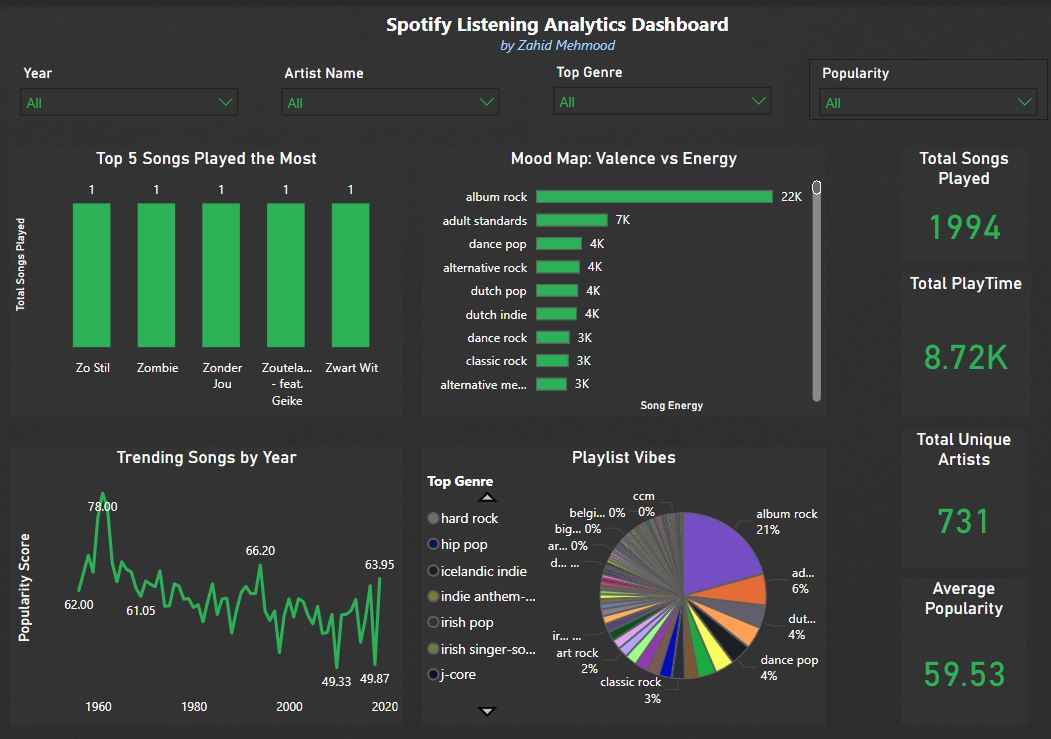 Spotify Listening Analytics Dashboard
by Zahid Mehmood
Year
All
Artist Name
All
Top Genre
All
Popularity
All
Top 5 Songs Played the Most
Total Songs Played
1
1
1
1
1
Zo Stil
Zombie
Zonder
Jou
Zoutela...
- feat.
Geike
Zwart Wit
Mood Map: Valence vs Energy
album rock 22K
adult standards 7K
dance pop 4K
alternative rock 4K
dutch pop 4K
dutch indie 4K
dance rock 3K
classic rock 3K
alternative me... 3K
Song Energy
Total Songs
Played
1994
Total PlayTime
8.72K
Total Unique
Artists
731
Average
Popularity
59.53
Trending Songs by Year
Popularity Score
78.00
62.00
61.05
66.20
63.95
49.33
49.87
1960
1980
2000
2020
Playlist Vibes
Top Genre
hard rock
hip pop
icelandic indie
indie anthem-...
irish pop
irish singer-so...
j-core
ccm
0%
belgi... 0%
big... 0%
ar... 0%
d... ...
ir... ...
art rock
2%
classic rock
3%
album rock
21%
ad...
6%
dut...
4%
dance pop
4%